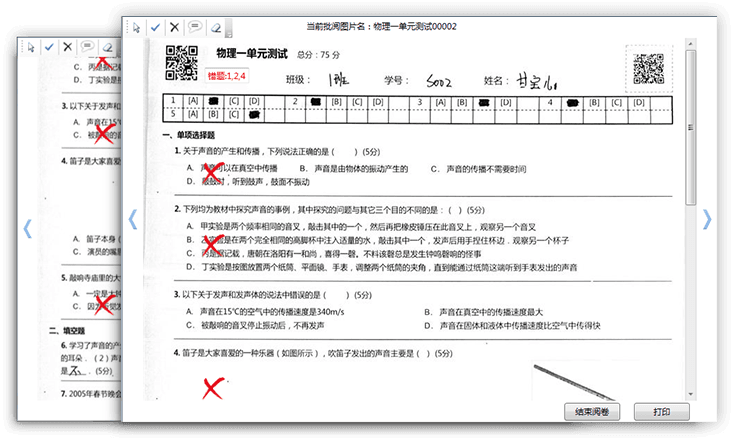 当前批阅图片名：物理一单元测试00002
物理一单元测试 总分：75 分
错题:1,2,4
班级： 1班 学号： S002 姓名：
1 [A] [C] [D] 2 [B] [C] [D] 3 [A] [B] [D] 4 [B] [C] [D]
5 [A] [B] [C]
一、单项选择题
1. 关于声音的产生和传播，下列说法正确的是（ ）(5分)
A. 声音可以在真空中传播 B. 声音是由物体的振动产生的 C. 声音的传播不需要时间
D. 敲鼓时，听到鼓声，鼓面不振动
2. 下列均为教材中探究声音的事例，其中探究的问题与其它三个目的不同的是：（ ）(5分)
A. 甲实验是两个频率相同的音叉，敲击其中的一个，然后再把橡皮锤压在此音叉上，观察另一个音叉
B. 乙实验是在两个完全相同的高脚杯中注入适量的水，敲击其中一个，发声后用手捏住杯边．观察另一个杯子
C. 丙是据记载，唐朝在洛阳有一和尚，喜得一磬。不料该磬总是发生钟鸣磬响的怪事
D. 丁实验是按图放置两个纸筒、平面镜、手表，调整两个纸筒的夹角，直到能通过纸筒这端听到手表发出的声音
3. 以下关于发声和发声体的说法中错误的是（ ）(5分)
A. 声音在15℃的空气中的传播速度是340m/s B. 声音在真空中的传播速度最大
C. 被敲响的音叉停止振动后，不再发声 D. 声音在固体和液体中传播速度比空气中传得快
4. 笛子是大家喜爱的一种乐器（如图所示），吹笛子发出的声音主要是（ ）(5分)
结束阅卷 打印
C. 丙是据记载
D. 丁实验是按
3. 以下关于发声和
A. 声音在15℃
C. 被敲响的音
4. 笛子是大家喜爱
A. 笛子本身（
C. 演员的嘴唇
5. 敲响寺庙里的大
A. 一定是大钟
C. 因为
二、填空题
6. 学习了声音的产
的耳朵．（2）声
是 不 . (5分)
7. 2005年春节晚会